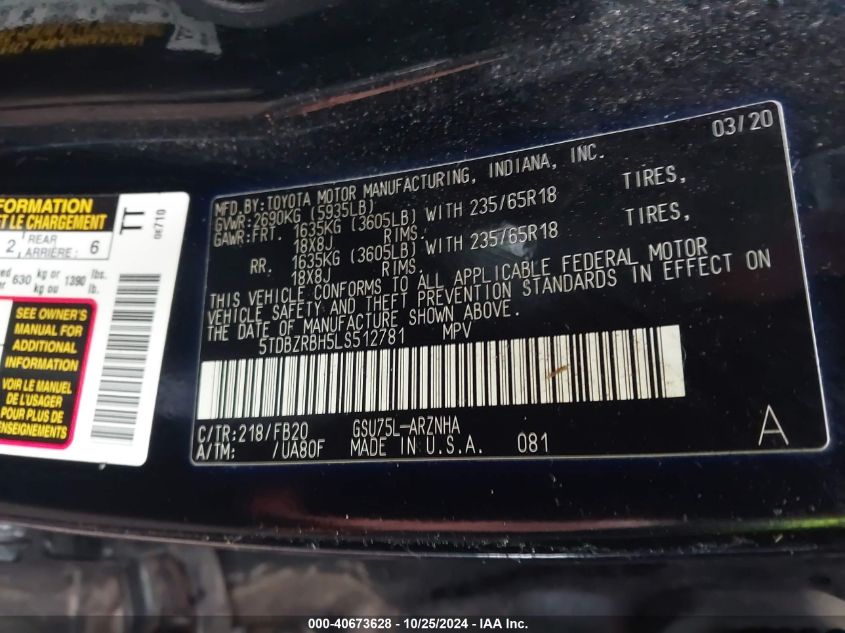 03/20
MFD.BY:TOYOTA MOTOR MANUFACTURING, INDIANA, INC.
GVWR:2690KG (5935LB)
GAWR:FRT. 1635KG (3605LB) WITH 235/65R18 TIRES,
18X8J RIMS.
RR. 1635KG (3605LB) WITH 235/65R18 TIRES,
18X8J RIMS.
THIS VEHICLE CONFORMS TO ALL APPLICABLE FEDERAL MOTOR
VEHICLE SAFETY AND THEFT PREVENTION STANDARDS IN EFFECT ON
THE DATE OF MANUFACTURE SHOWN ABOVE.
5TDBZRBH5LS512781 MPV
C/TR:218/FB20 GSU75L-ARZNHA
A/TM: /UA80F MADE IN U.S.A. 081 A
FORMATION
LE CHARGEMENT
TT
2, REAR
ARRIÈRE: 6
630 kg or 1390 lbs.
kg ou lb.
SEE OWNER'S
MANUAL FOR
ADDITIONAL
INFORMATION
VOIR LE MANUEL
DE L'USAGER
POUR PLUS DE
RENSEIGNEMENTS
000-40673628 - 10/25/2024 - IAA Inc.